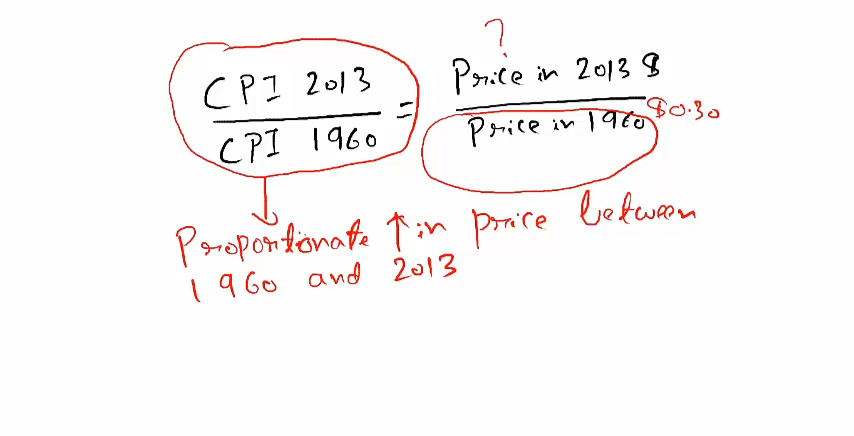 ?
CPI 2013 = Price in 2013 $
CPI 1960 Price in 1960 $0.30
Proportionate ↑ in price between
1960 and 2013